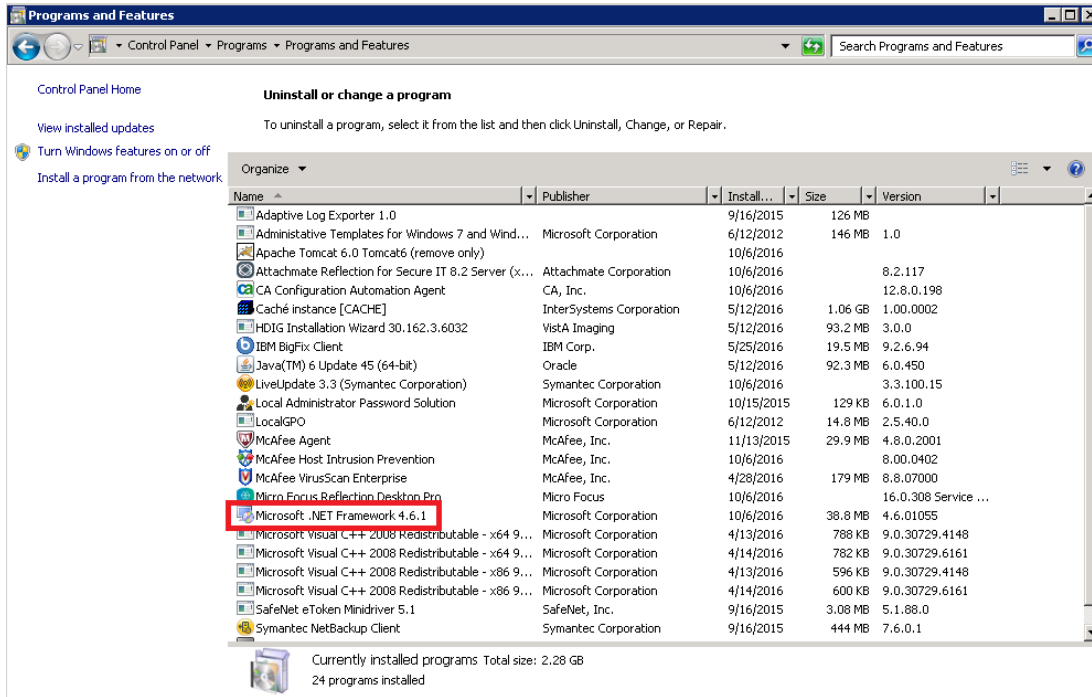 Programs and Features
Control Panel Programs Programs and Features Search Programs and Features
Control Panel Home
Uninstall or change a program
View installed updates To uninstall a program, select it from the list and then click Uninstall, Change, or Repair.
Turn Windows features on or off
Install a program from the network
Organize
Name Publisher Install... Size Version
Adaptive Log Exporter 1.0 9/16/2015 126 MB
Administative Templates for Windows 7 and Wind... Microsoft Corporation 6/12/2012 146 MB 1.0
Apache Tomcat 6.0 Tomcat6 (remove only) 10/6/2016
Attachmate Reflection for Secure IT 8.2 Server (x... Attachmate Corporation 10/6/2016 8.2.117
CA Configuration Automation Agent CA, Inc. 10/6/2016 12.8.0.198
Caché instance [CACHE] InterSystems Corporation 5/12/2016 1.06 GB 1.00.0002
HDIG Installation Wizard 30.162.3.6032 VistA Imaging 5/12/2016 93.2 MB 3.0.0
IBM BigFix Client IBM Corp. 5/25/2016 19.5 MB 9.2.6.94
Java(TM) 6 Update 45 (64-bit) Oracle 5/12/2016 92.3 MB 6.0.450
LiveUpdate 3.3 (Symantec Corporation) Symantec Corporation 10/6/2016 3.3.100.15
Local Administrator Password Solution Microsoft Corporation 10/15/2015 129 KB 6.0.1.0
LocalGPO Microsoft Corporation 6/12/2012 14.8 MB 2.5.40.0
McAfee Agent McAfee, Inc. 11/13/2015 29.9 MB 4.8.0.2001
McAfee Host Intrusion Prevention McAfee, Inc. 10/6/2016 8.00.0402
McAfee VirusScan Enterprise McAfee, Inc. 4/28/2016 179 MB 8.8.07000
Micro Focus Reflection Desktop Pro Micro Focus 10/6/2016 16.0.308 Service ...
Microsoft .NET Framework 4.6.1 Microsoft Corporation 10/6/2016 38.8 MB 4.6.01055
Microsoft Visual C++ 2008 Redistributable - x64 9... Microsoft Corporation 4/13/2016 788 KB 9.0.30729.4148
Microsoft Visual C++ 2008 Redistributable - x64 9... Microsoft Corporation 4/14/2016 782 KB 9.0.30729.6161
Microsoft Visual C++ 2008 Redistributable - x86 9... Microsoft Corporation 4/13/2016 596 KB 9.0.30729.4148
Microsoft Visual C++ 2008 Redistributable - x86 9... Microsoft Corporation 4/14/2016 600 KB 9.0.30729.6161
SafeNet eToken Minidriver 5.1 SafeNet, Inc. 9/16/2015 3.08 MB 5.1.88.0
Symantec NetBackup Client Symantec Corporation 9/16/2015 444 MB 7.6.0.1
Currently installed programs Total size: 2.28 GB
24 programs installed